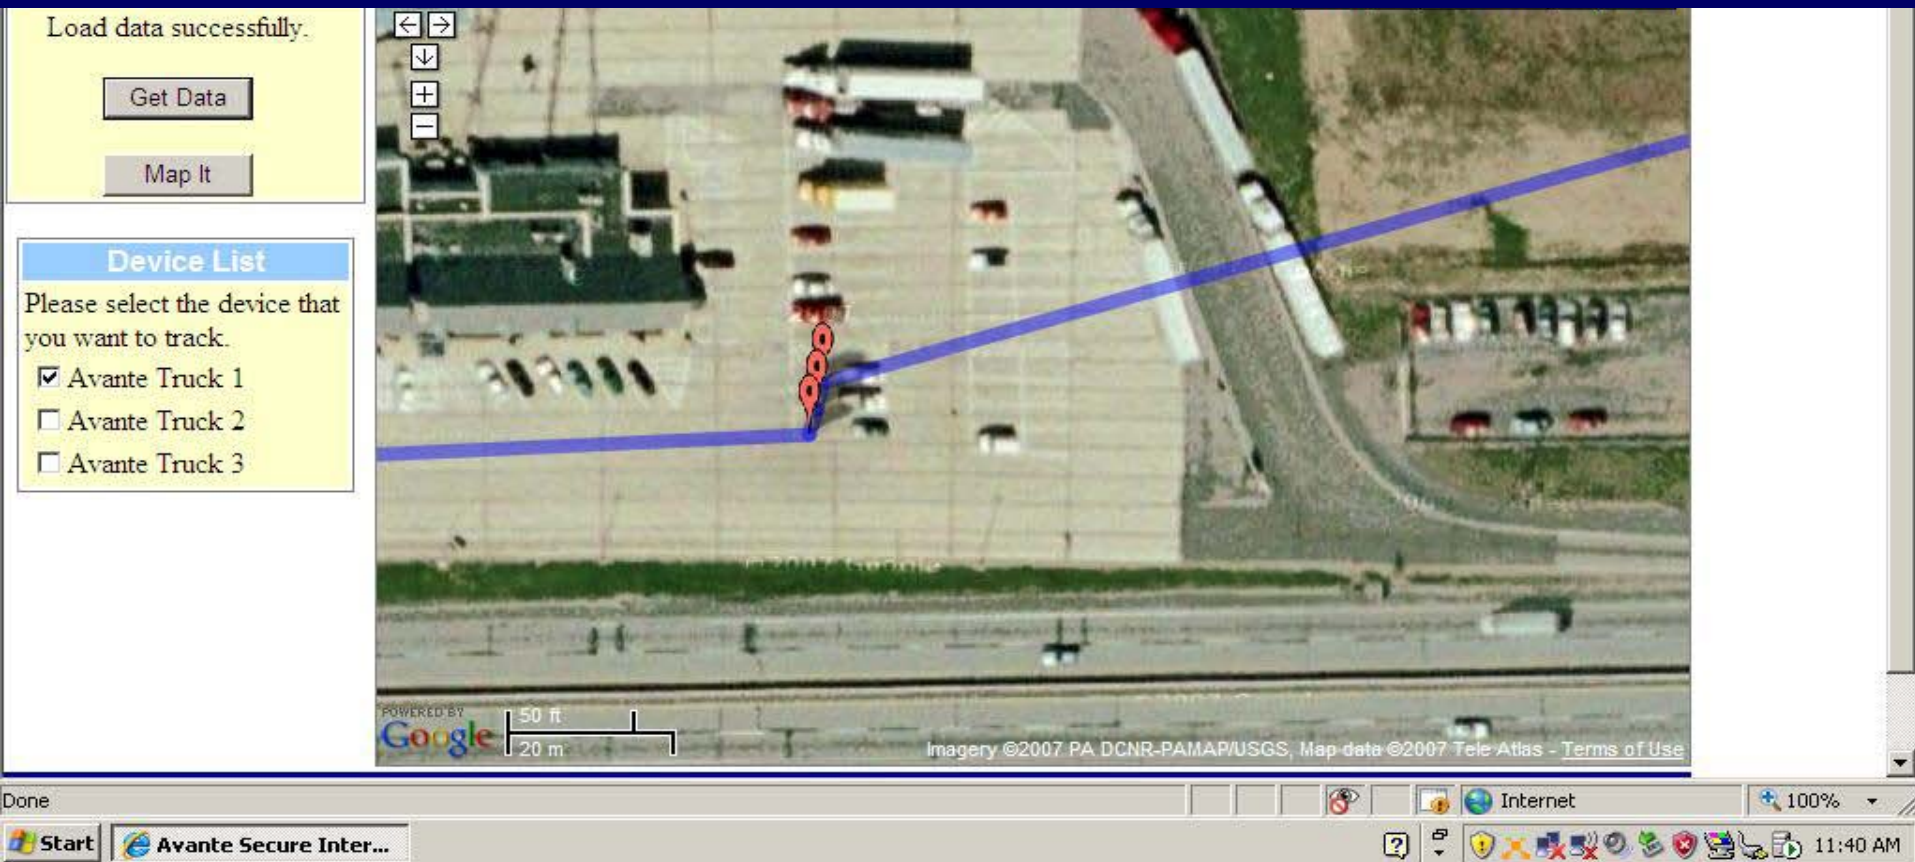 Load data successfully.
Get Data
Map It
Device List
Please select the device that
you want to track.
Avante Truck 1
Avante Truck 2
Avante Truck 3
POWERED BY
Google
50 ft
20 m
Imagery ©2007 PA DCNR-PAMAP/USGS, Map data ©2007 Tele Atlas - Terms of Use
Done
Internet
100%
Start
Avante Secure Inter...
11:40 AM